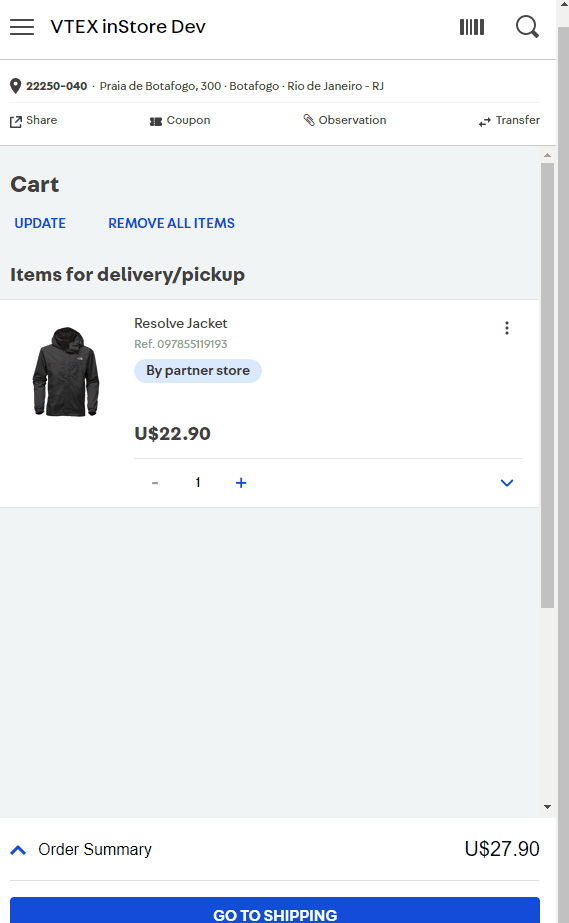 VTEX inStore Dev
22250-040 · Praia de Botafogo, 300 · Botafogo · Rio de Janeiro - RJ
Share Coupon Observation Transfer
Cart
UPDATE REMOVE ALL ITEMS
Items for delivery/pickup
Resolve Jacket
Ref. 097855119193
By partner store
U$22.90
- 1 +
Order Summary U$27.90
GO TO SHIPPING